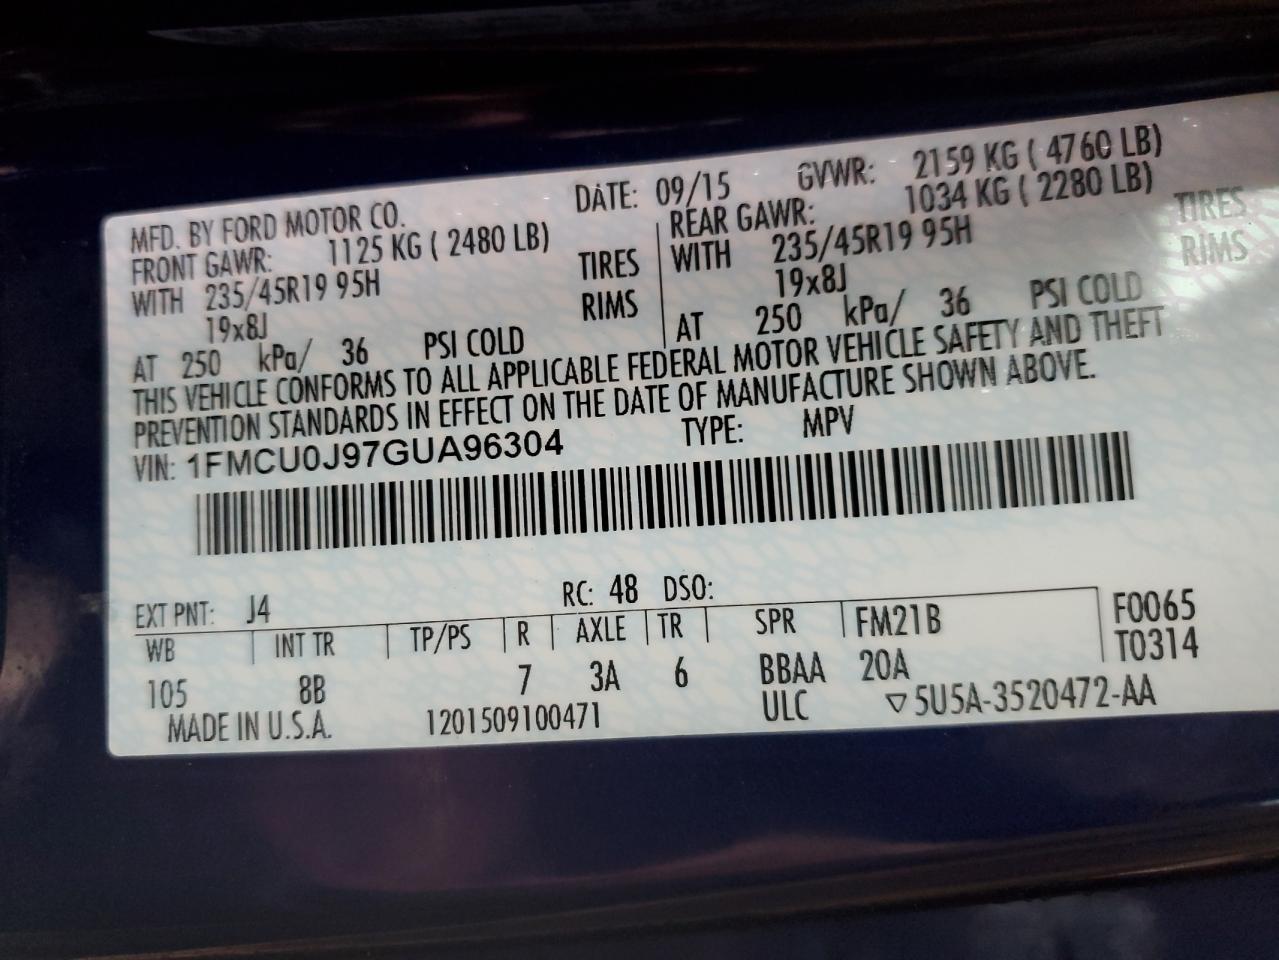 MFD. BY FORD MOTOR CO. DATE: 09/15 GVWR: 2159 KG ( 4760 LB)
FRONT GAWR: 1125 KG ( 2480 LB) REAR GAWR: 1034 KG ( 2280 LB)
WITH 235/45R19 95H TIRES WITH 235/45R19 95H TIRES
19x8J RIMS 19x8J RIMS
AT 250 kPa/ 36 PSI COLD AT 250 kPa/ 36 PSI COLD
THIS VEHICLE CONFORMS TO ALL APPLICABLE FEDERAL MOTOR VEHICLE SAFETY AND THEFT
PREVENTION STANDARDS IN EFFECT ON THE DATE OF MANUFACTURE SHOWN ABOVE.
VIN: 1FMCU0J97GUA96304 TYPE: MPV
EXT PNT: J4 RC: 48 DSO:
WB INT TR TP/PS R AXLE TR SPR FM21B F0065
105 8B 7 3A 6 BBAA 20A T0314
MADE IN U.S.A. 1201509100471 ULC ▽5U5A-3520472-AA